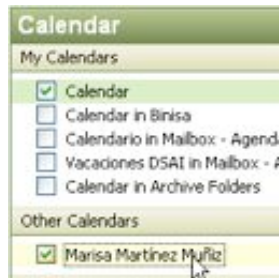 Calendar
My Calendars
Calendar
Calendar in Binisa
Calendario in Mailbox - Agend
Vacaciones DSAI in Mailbox - A
Calendar in Archive Folders
Other Calendars
Marisa Martínez Muñiz